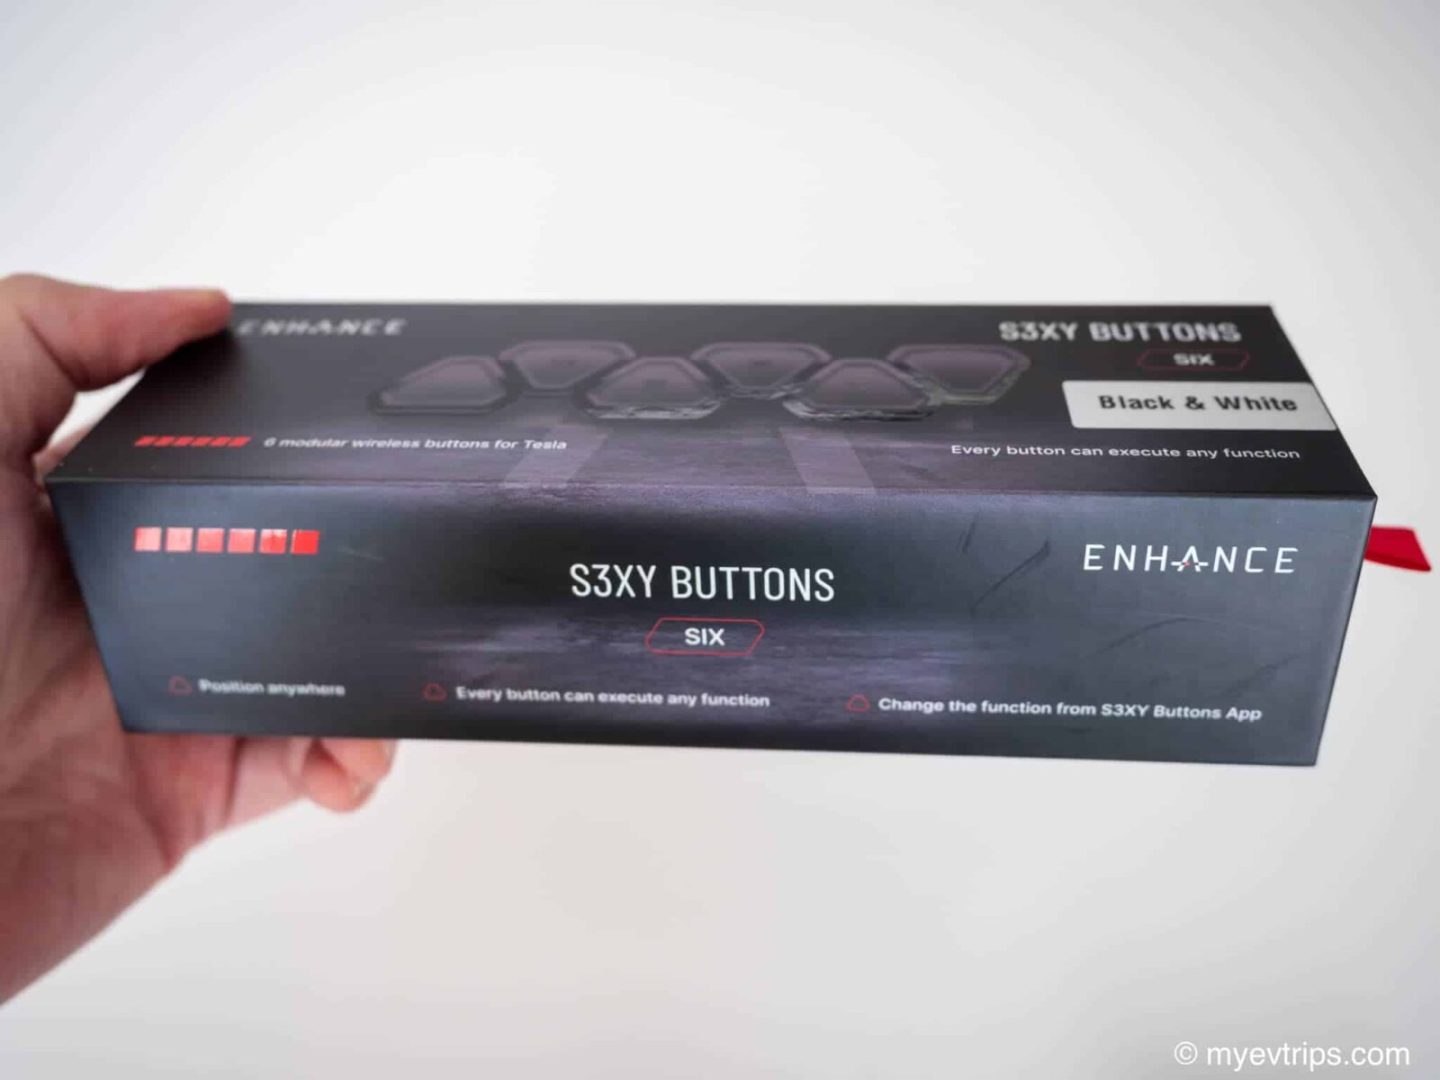 ENHANCE
S3XY BUTTONS
SIX
Black & White
6 modular wireless buttons for Tesla
Every button can execute any function
S3XY BUTTONS
SIX
ENHANCE
Position anywhere
Every button can execute any function
Change the function from S3XY Buttons App
© myevtrips.com